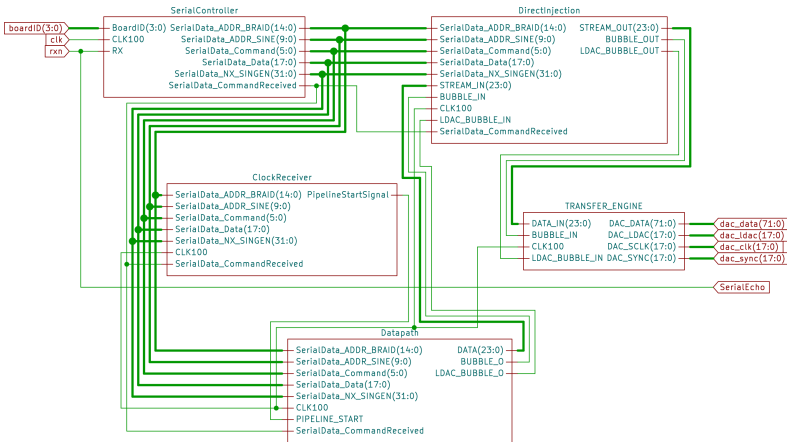 SerialController
boardID(3:0)
clk
rxn
BoardID(3:0) SerialData_ADDR_BRAID(14:0)
CLK100 SerialData_ADDR_SINE(9:0)
RX SerialData_Command(5:0)
SerialData_Data(17:0)
SerialData_NX_SINGEN(31:0)
SerialData_CommandReceived
DirectInjection
SerialData_ADDR_BRAID(14:0) STREAM_OUT(23:0)
SerialData_ADDR_SINE(9:0) BUBBLE_OUT
SerialData_Command(5:0) LDAC_BUBBLE_OUT
SerialData_Data(17:0)
SerialData_NX_SINGEN(31:0)
STREAM_IN(23:0)
BUBBLE_IN
CLK100
LDAC_BUBBLE_IN
SerialData_CommandReceived
ClockReceiver
SerialData_ADDR_BRAID(14:0) PipelineStartSignal
SerialData_ADDR_SINE(9:0)
SerialData_Command(5:0)
SerialData_Data(17:0)
SerialData_NX_SINGEN(31:0)
CLK100
SerialData_CommandReceived
TRANSFER_ENGINE
DATA_IN(23:0) DAC_DATA(71:0)
BUBBLE_IN DAC_LDAC(17:0)
CLK100 DAC_SCLK(17:0)
LDAC_BUBBLE_IN DAC_SYNC(17:0)
dac_data(71:0)
dac_ldac(17:0)
dac_clk(17:0)
dac_sync(17:0)
SerialEcho
Datapath
SerialData_ADDR_BRAID(14:0) DATA(23:0)
SerialData_ADDR_SINE(9:0) BUBBLE_O
SerialData_Command(5:0) LDAC_BUBBLE_O
SerialData_Data(17:0)
SerialData_NX_SINGEN(31:0)
CLK100
PIPELINE_START
SerialData_CommandReceived